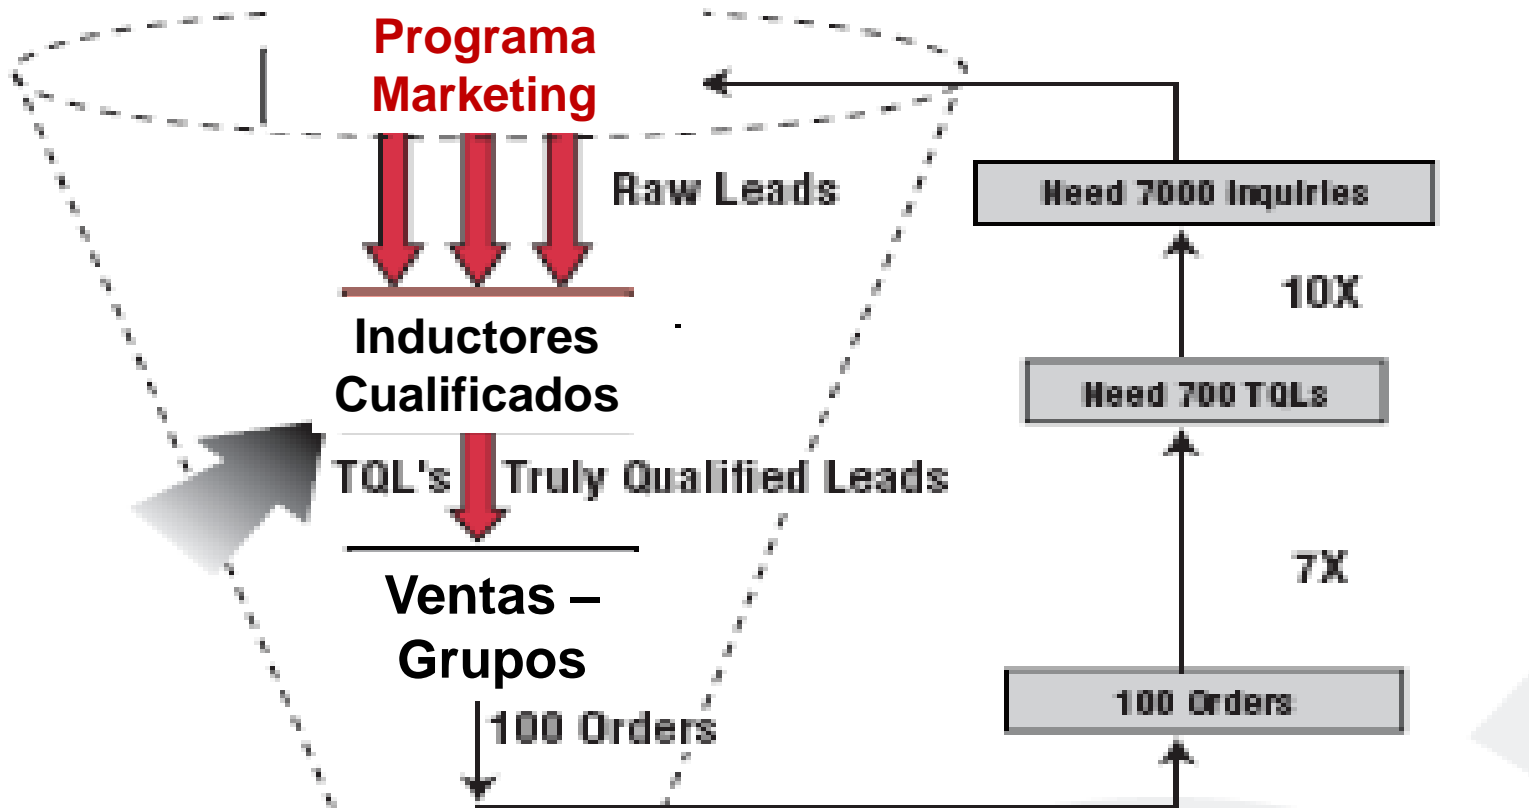 Programa
Marketing
Raw Leads
Need 7000 Inquiries
10X
Inductores
Cualificados
Need 700 TQLs
TQL's Truly Qualified Leads
7X
Ventas –
Grupos
100 Orders
100 Orders